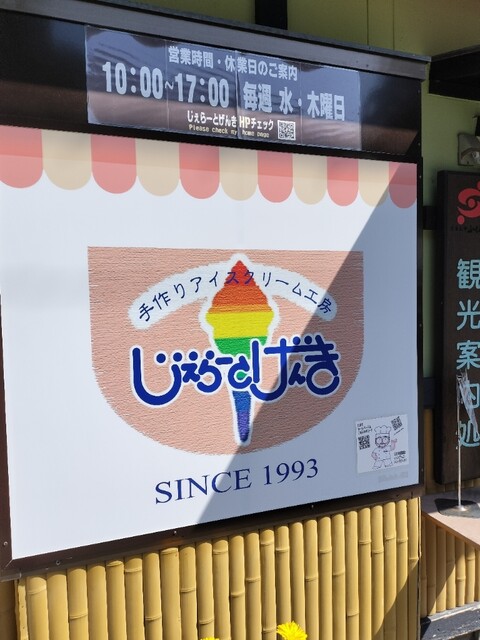 営業時間・休業日のご案内
10:00~17:00 毎週 水・木曜日
じぇらーとげんき HPチェック
Please check my home page
手作りアイスクリーム工房
じぇらーとげんき
SINCE 1993
観光案内処